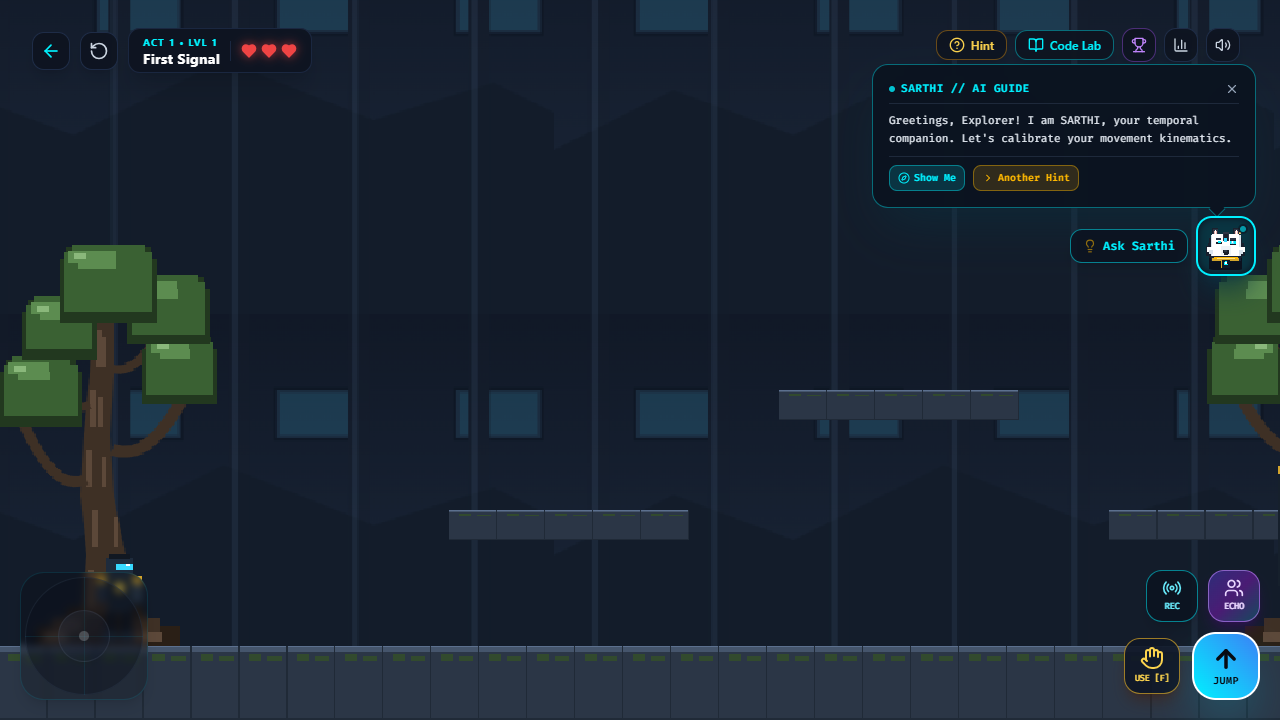 ACT 1 • LVL 1
First Signal
Hint
Code Lab
SARTHI // AI GUIDE
Greetings, Explorer! I am SARTHI, your temporal
companion. Let's calibrate your movement kinematics.
Show Me
Another Hint
Ask Sarthi
REC
ECHO
USE [F]
JUMP